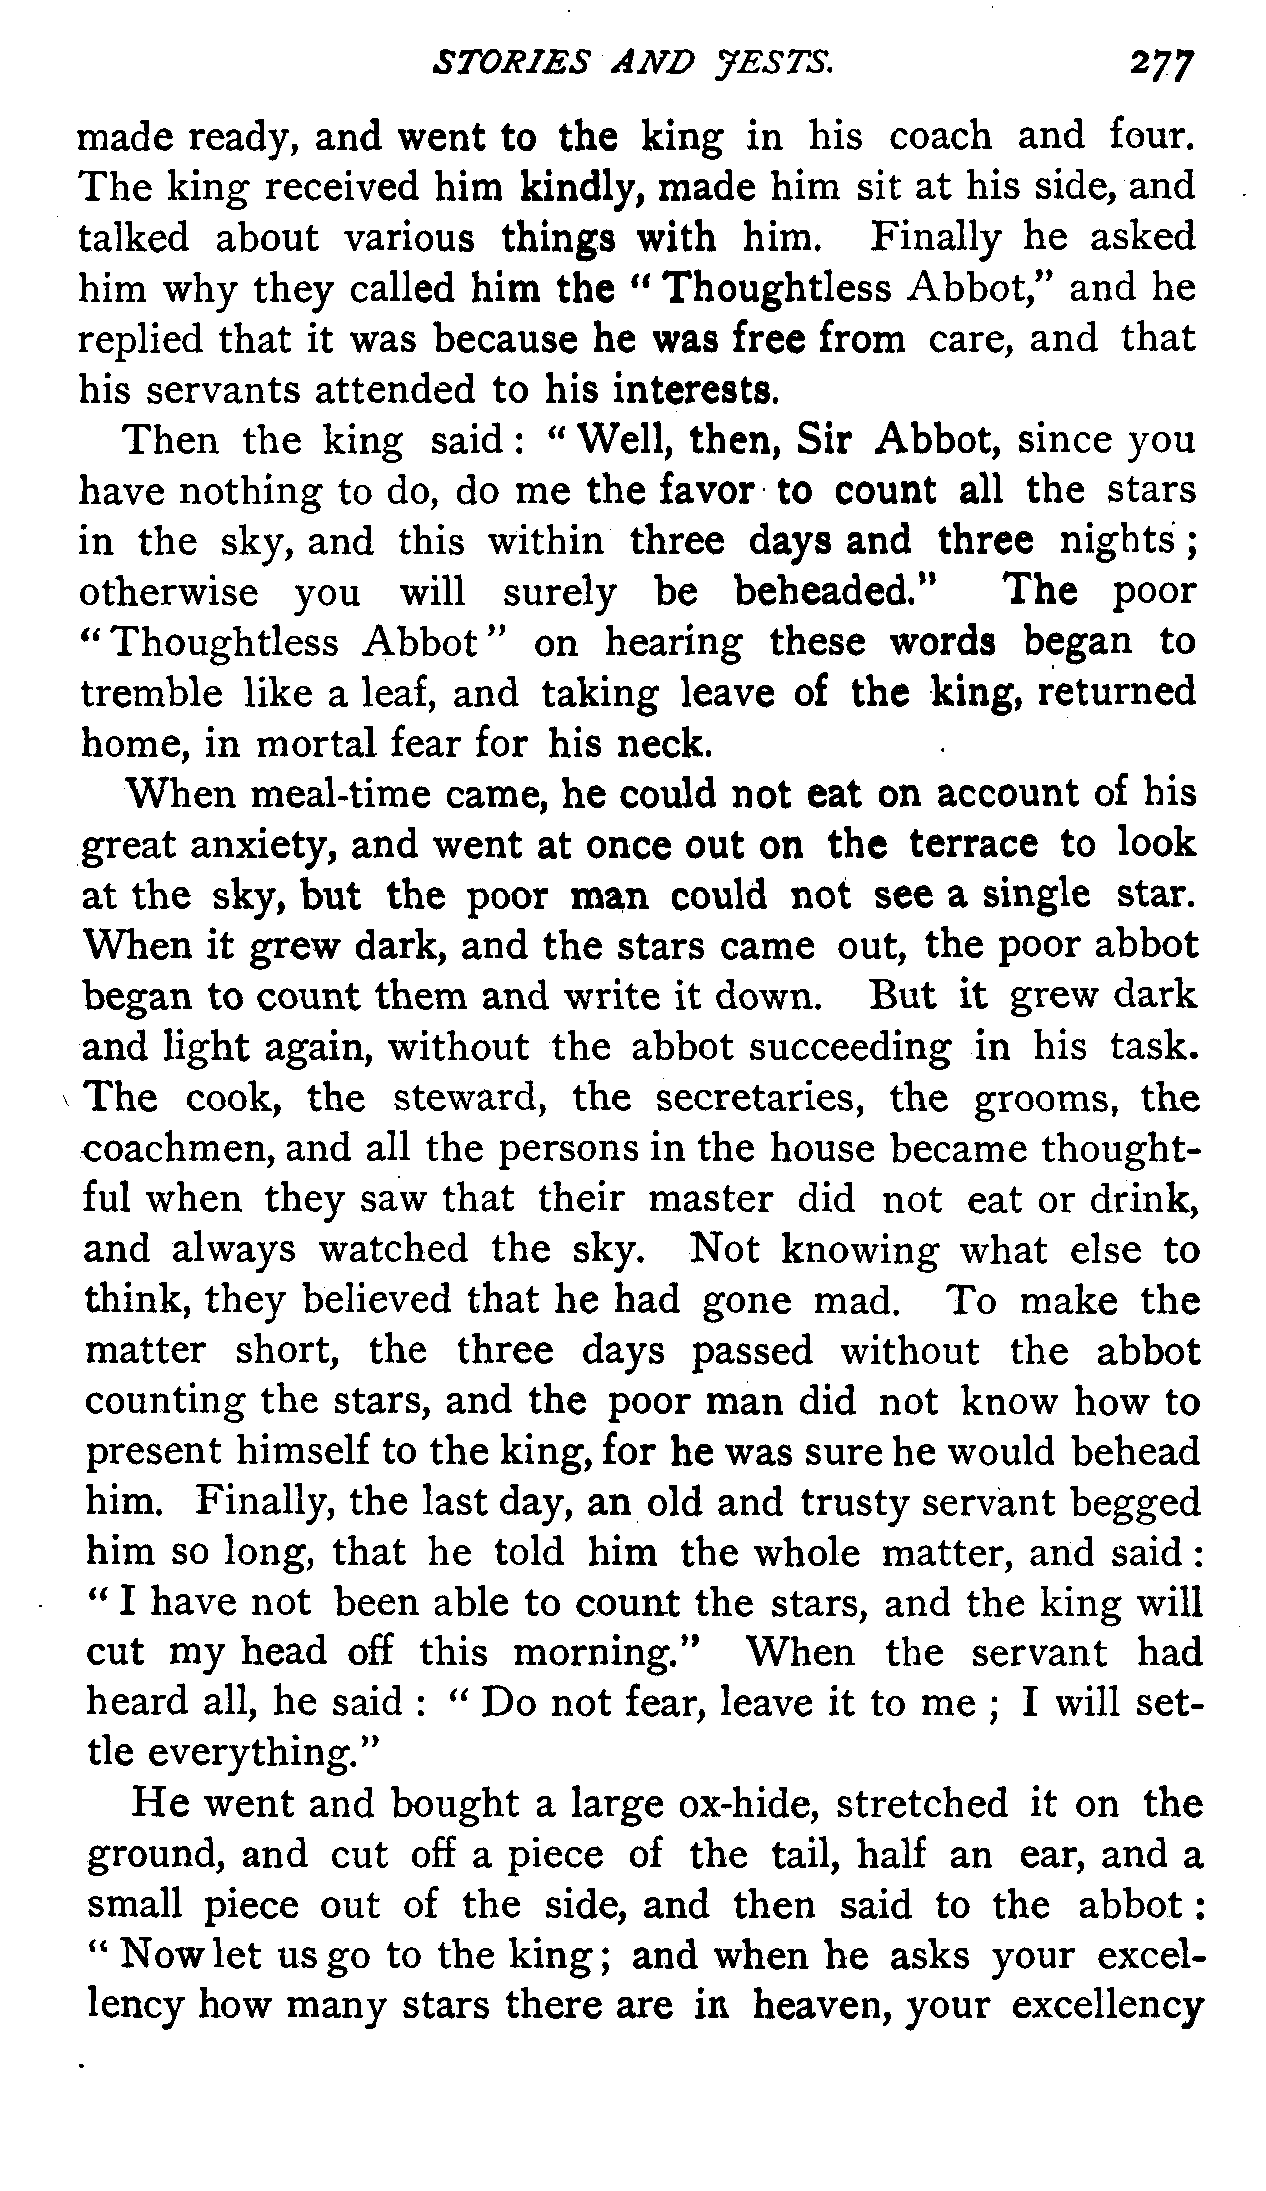 STORIES AND JESTS. 277
made ready, and went to the king in his coach and four.
The king received him kindly, made him sit at his side, and
talked about various things with him. Finally he asked
him why they called him the " Thoughtless Abbot," and he
replied that it was because he was free from care, and that
his servants attended to his interests.
Then the king said : " Well, then, Sir Abbot, since you
have nothing to do, do me the favor to count all the stars
in the sky, and this within three days and three nights ;
otherwise you will surely be beheaded." The poor
" Thoughtless Abbot " on hearing these words began to
tremble like a leaf, and taking leave of the king, returned
home, in mortal fear for his neck.
When meal-time came, he could not eat on account of his
great anxiety, and went at once out on the terrace to look
at the sky, but the poor man could not see a single star.
When it grew dark, and the stars came out, the poor abbot
began to count them and write it down. But it grew dark
and light again, without the abbot succeeding in his task.
The cook, the steward, the secretaries, the grooms, the
coachmen, and all the persons in the house became thought-
ful when they saw that their master did not eat or drink,
and always watched the sky. Not knowing what else to
think, they believed that he had gone mad. To make the
matter short, the three days passed without the abbot
counting the stars, and the poor man did not know how to
present himself to the king, for he was sure he would behead
him. Finally, the last day, an old and trusty servant begged
him so long, that he told him the whole matter, and said :
" I have not been able to count the stars, and the king will
cut my head off this morning." When the servant had
heard all, he said : " Do not fear, leave it to me ; I will set-
tle everything."
He went and bought a large ox-hide, stretched it on the
ground, and cut off a piece of the tail, half an ear, and a
small piece out of the side, and then said to the abbot :
" Now let us go to the king ; and when he asks your excel-
lency how many stars there are in heaven, your excellency